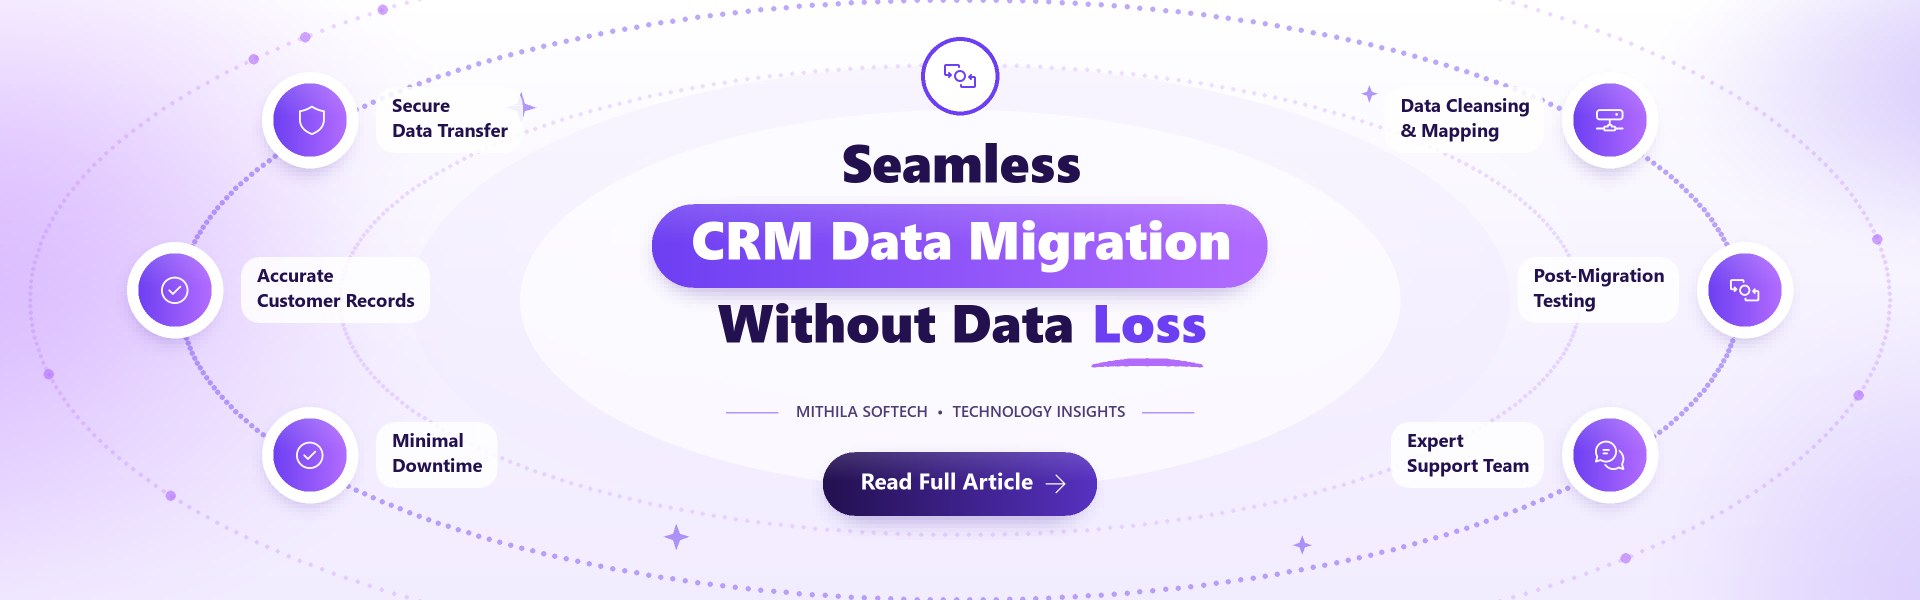 Secure
Data Transfer
Accurate
Customer Records
Minimal
Downtime
Seamless
CRM Data Migration
Without Data Loss
MITHILA SOFTECH • TECHNOLOGY INSIGHTS
Read Full Article →
Data Cleansing
& Mapping
Post-Migration
Testing
Expert
Support Team